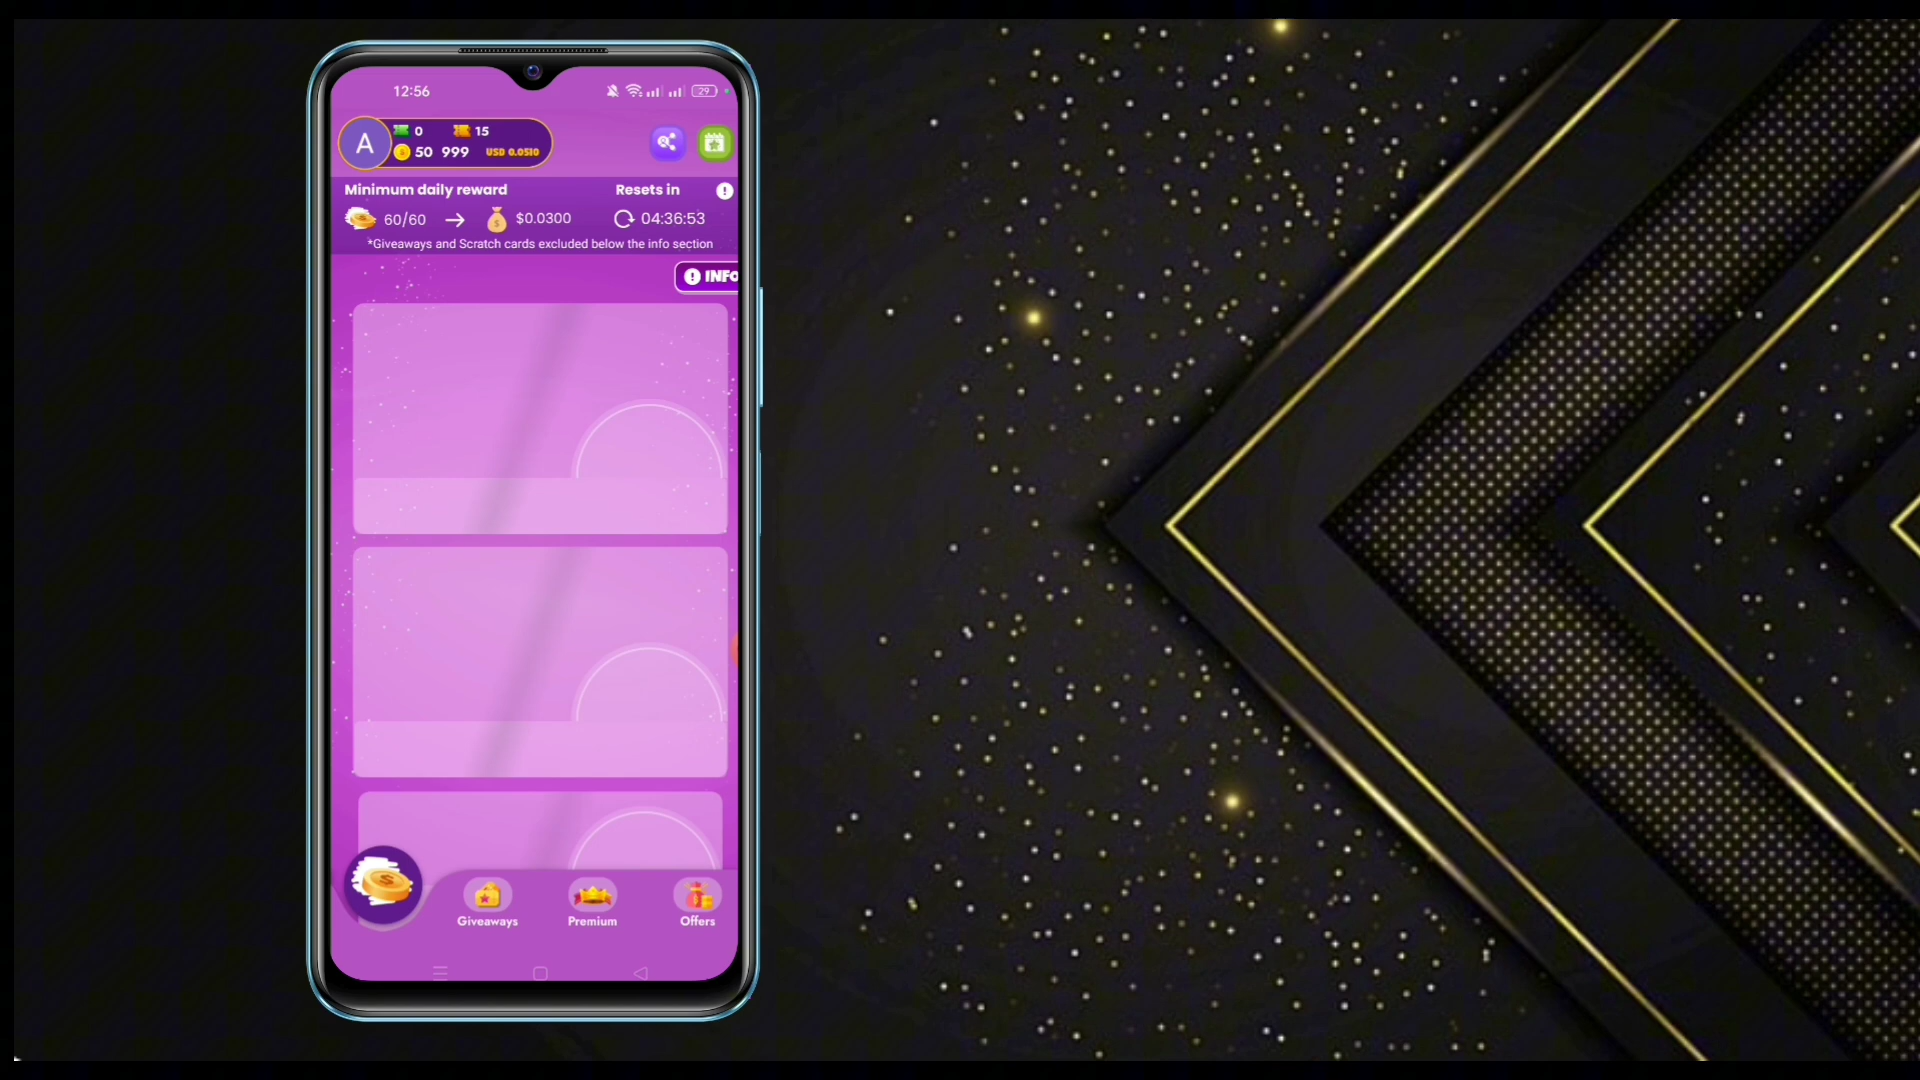 12:56
29
A
0 15
50 999 USD 0.0510
Minimum daily reward Resets in
60/60 $0.0300 04:36:53
*Giveaways and Scratch cards excluded below the info section
INFO
Giveaways Premium Offers